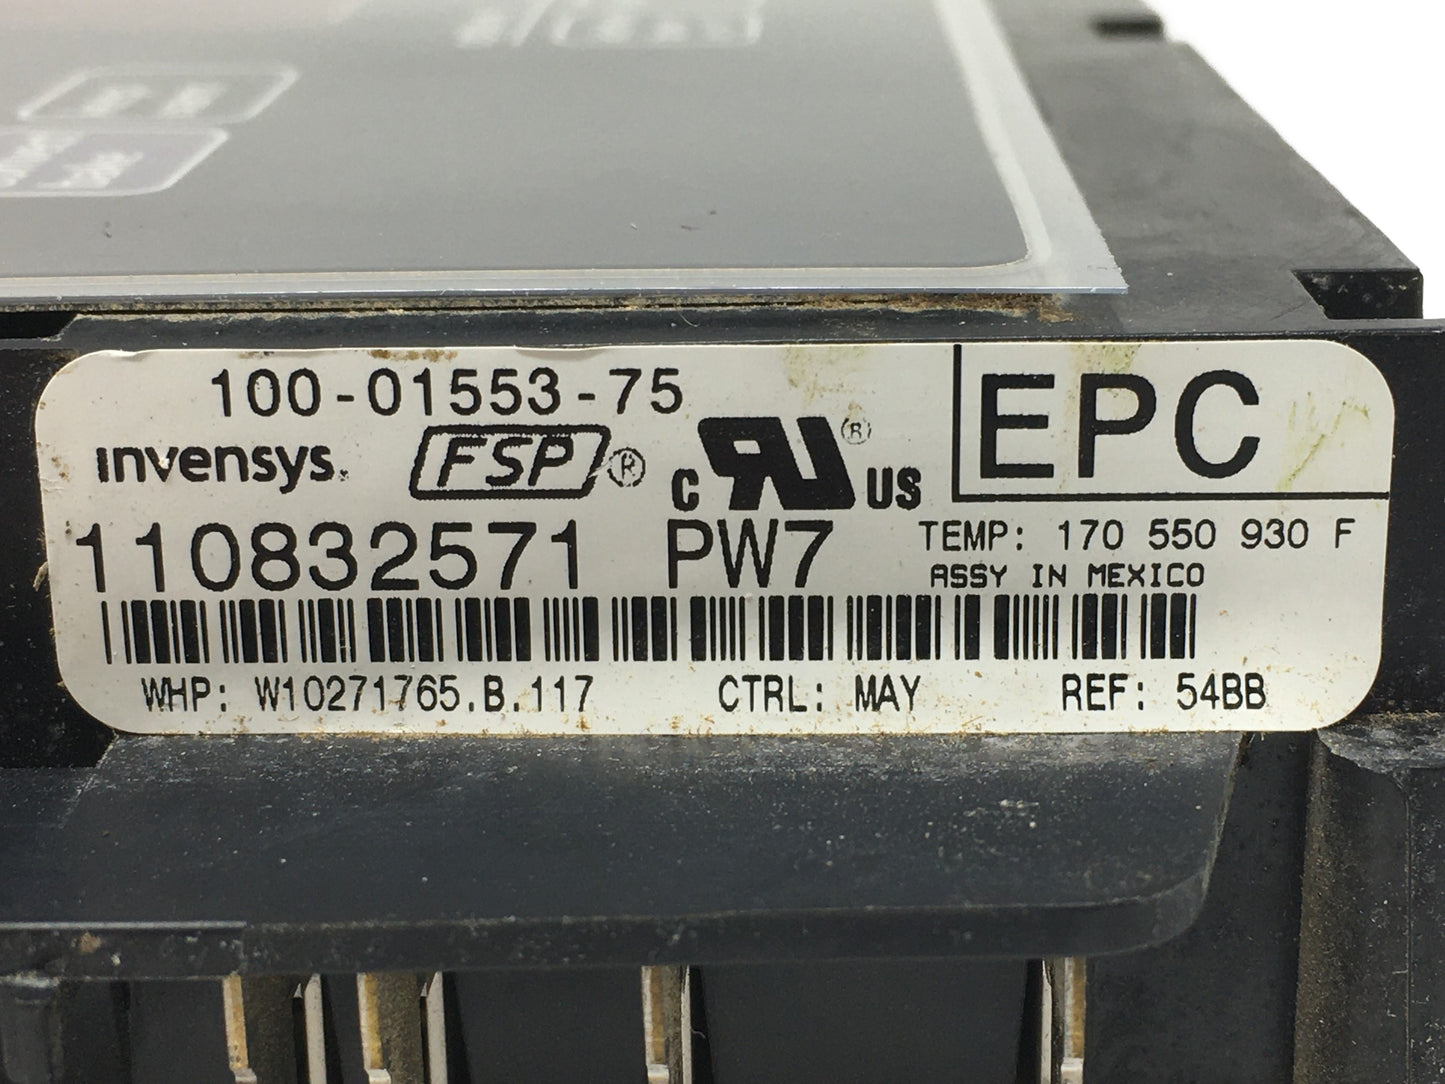 100-01553-75
invensys. FSP® c RU® US EPC
110832571 PW7 TEMP: 170 550 930 F
ASSY IN MEXICO
WHP: W10271765.B.117 CTRL: MAY REF: 54BB